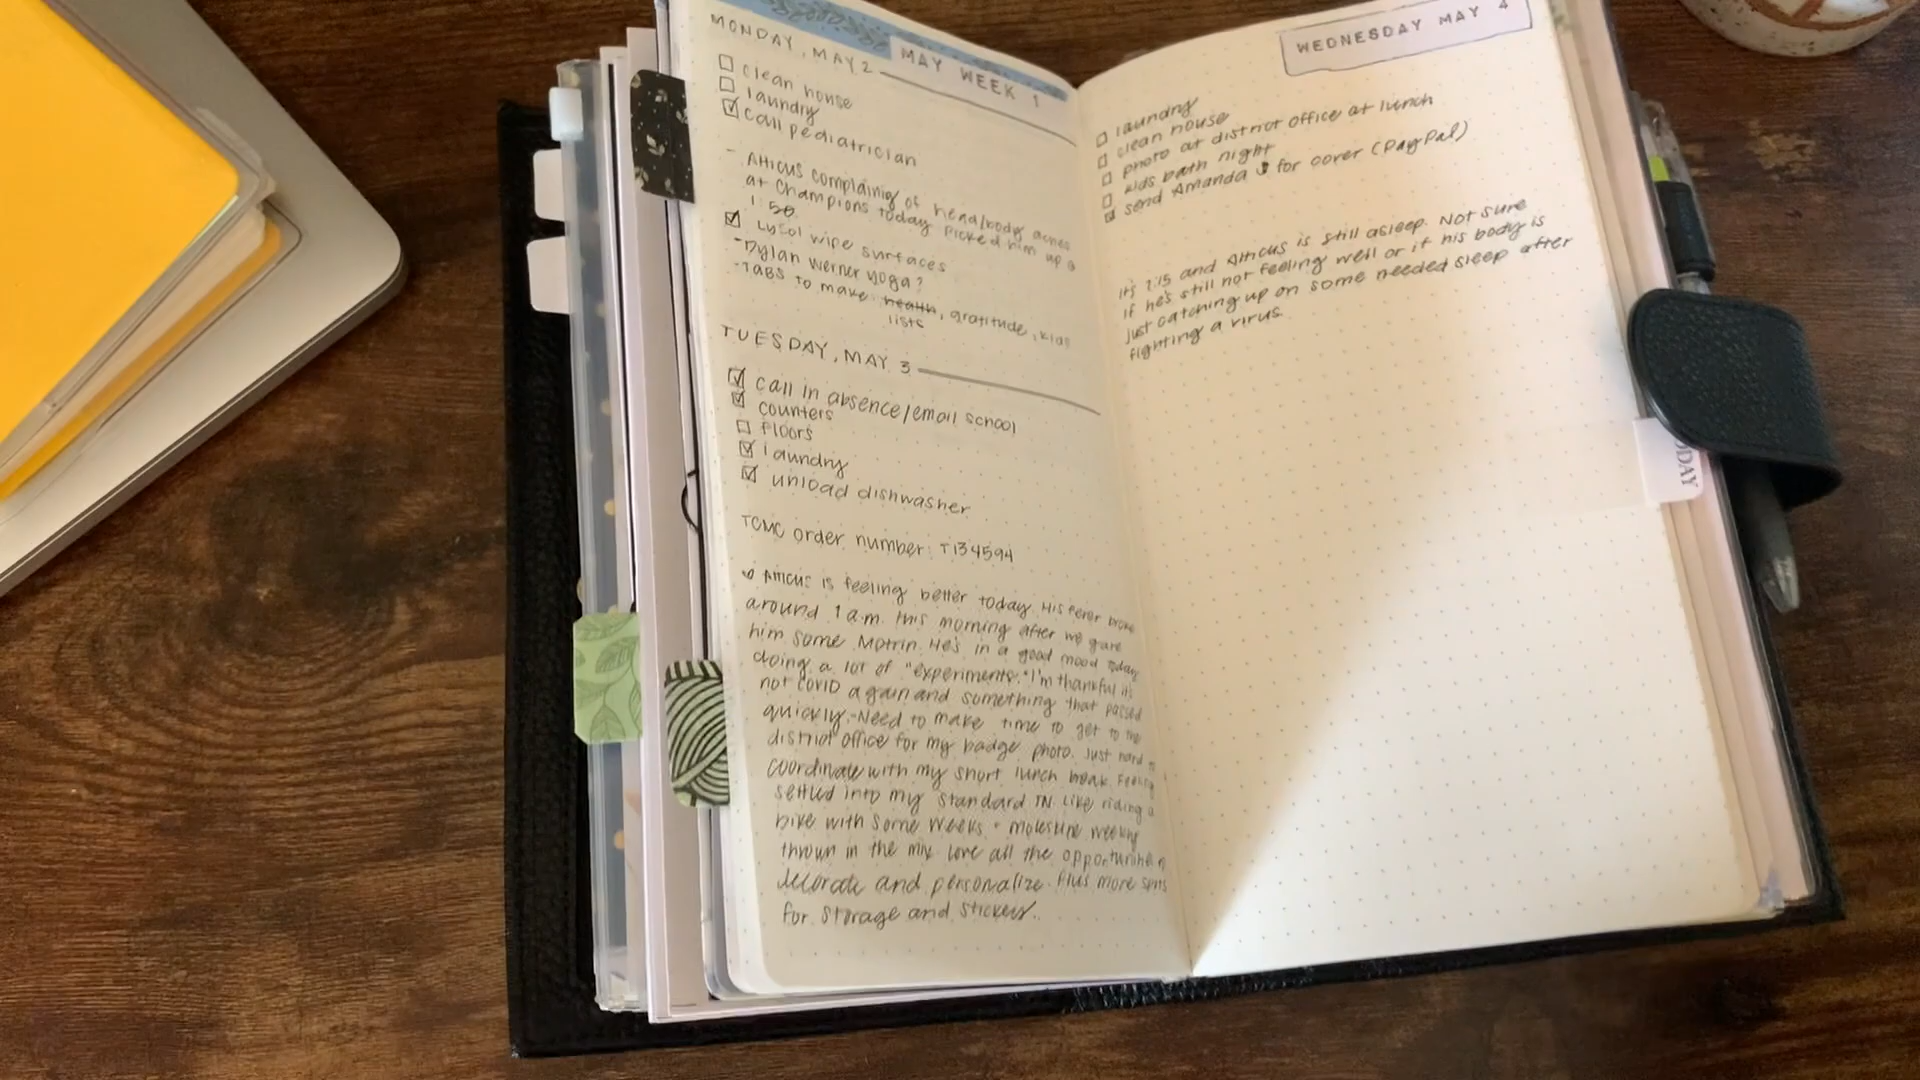 MAY WEEK 1
MONDAY, MAY 2
clean house
laundry
call pediatrician
- Atticus complaining of head/body aches
at Champions today picked him up @
1:50.
Lysol wipe surfaces
- Dylan Werner yoga?
- TABS to make: health, gratitude, kids
lists
TUESDAY, MAY 3
call in absence/email school
counters
floors
laundry
unload dishwasher
TCMC order number: T134594
Atticus is feeling better today. His fever broke
around 1 a.m. this morning after we gave
him some Motrin. He's in a good mood today
doing a lot of "experiments." I'm thankful it's
not COVID again and something that passed
quickly. Need to make time to get to the
district office for my badge photo. Just hard to
coordinate with my short lunch break. Feeling
settled into my standard TN. Like riding a
bike with some Weeks + Moleskine weekly
thrown in the mix. Love all the opportunities to
decorate and personalize. Plus more spots
for storage and stickers.
WEDNESDAY MAY 4
laundry
clean house
photo at district office at lunch
kids bath night
send Amanda $ for cover (PayPal)
It's 2:15 and Atticus is still asleep. Not sure
if he's still not feeling well or if his body is
just catching up on some needed sleep after
fighting a virus.
ODAY